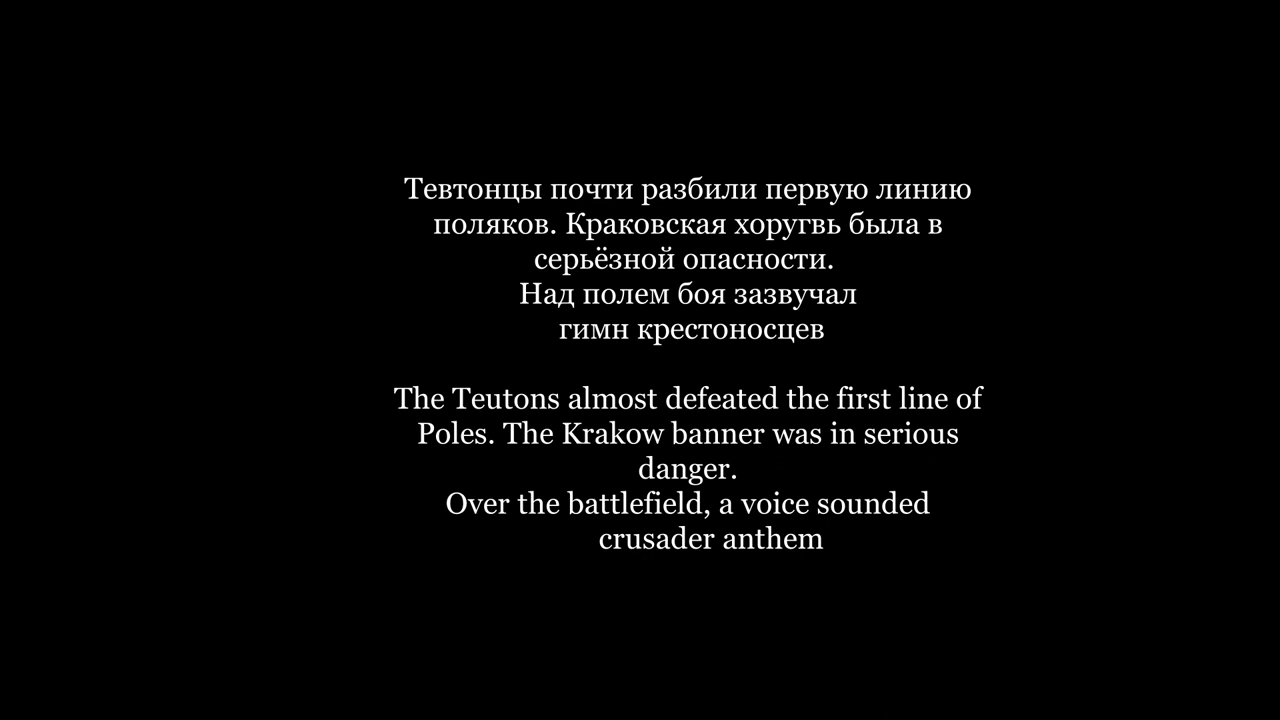 Тевтонцы почти разбили первую линию
поляков. Краковская хоругвь была в
серьёзной опасности.
Над полем боя зазвучал
гимн крестоносцев
The Teutons almost defeated the first line of
Poles. The Krakow banner was in serious
danger.
Over the battlefield, a voice sounded
crusader anthem